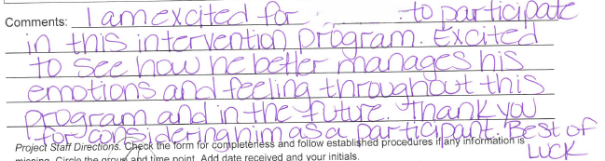 Comments: I am excited for to participate
in this intervention program. Excited
to see how he better manages his
emotions and feeling throughout this
program and in the future. Thank you
for considering him as a participant. Best of
LUCK
Project Staff Directions. Check the form for completeness and follow established procedures if any information is
missing. Circle the group and time point. Add date received and your initials.